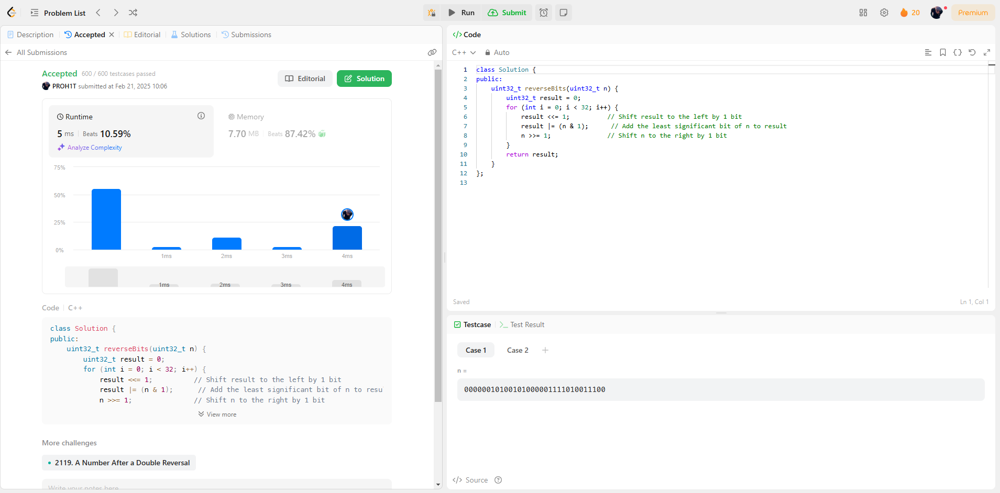 Problem List
Run
Submit
20
Premium
Description
Accepted
Editorial
Solutions
Submissions
All Submissions
Accepted 600 / 600 testcases passed
PROH1T submitted at Feb 21, 2025 10:06
Editorial
Solution
Runtime
5 ms Beats 10.59%
Analyze Complexity
Memory
7.70 MB Beats 87.42%
75%
50%
25%
0%
1ms 2ms 3ms 4ms
1ms 2ms 3ms 4ms
Code C++
class Solution {
public:
    uint32_t reverseBits(uint32_t n) {
        uint32_t result = 0;
        for (int i = 0; i < 32; i++) {
            result <<= 1;          // Shift result to the left by 1 bit
            result |= (n & 1);      // Add the least significant bit of n to resu
            n >>= 1;               // Shift n to the right by 1 bit
View more
More challenges
2119. A Number After a Double Reversal
Write your notes here
</> Code
C++ Auto
1 class Solution {
2 public:
3     uint32_t reverseBits(uint32_t n) {
4         uint32_t result = 0;
5         for (int i = 0; i < 32; i++) {
6             result <<= 1;          // Shift result to the left by 1 bit
7             result |= (n & 1);      // Add the least significant bit of n to result
8             n >>= 1;               // Shift n to the right by 1 bit
9         }
10         return result;
11     }
12 };
13
Saved
Ln 1, Col 1
Testcase
Test Result
Case 1
Case 2
n =
00000010100101000001111010011100
</> Source